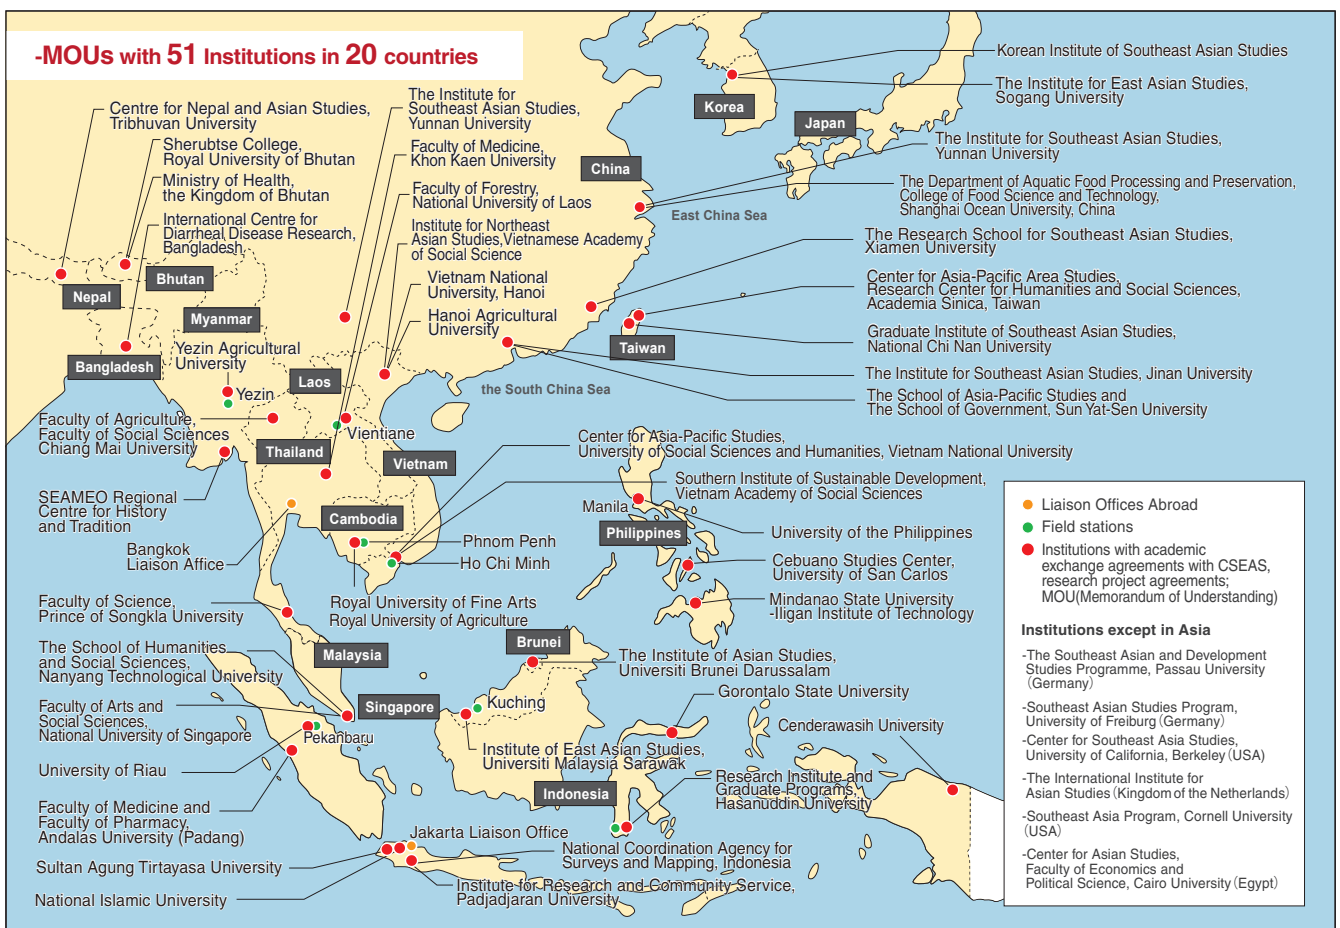 -MOUs with 51 Institutions in 20 countries
Centre for Nepal and Asian Studies,
Tribhuvan University
Sherubtse College,
Royal University of Bhutan
Ministry of Health,
the Kingdom of Bhutan
International Centre for
Diarrheal Disease Research,
Bangladesh
The Institute for
Southeast Asian Studies,
Yunnan University
Faculty of Medicine,
Khon Kaen University
Faculty of Forestry,
National University of Laos
Institute for Northeast
Asian Studies,Vietnamese Academy
of Social Science
Vietnam National
University, Hanoi
Hanoi Agricultural
University
Korean Institute of Southeast Asian Studies
The Institute for East Asian Studies,
Sogang University
Korea
Japan
China
The Institute for Southeast Asian Studies,
Yunnan University
The Department of Aquatic Food Processing and Preservation,
College of Food Science and Technology,
Shanghai Ocean University, China
East China Sea
The Research School for Southeast Asian Studies,
Xiamen University
Center for Asia-Pacific Area Studies,
Research Center for Humanities and Social Sciences,
Academia Sinica, Taiwan
Graduate Institute of Southeast Asian Studies,
National Chi Nan University
The Institute for Southeast Asian Studies, Jinan University
The School of Asia-Pacific Studies and
The School of Government, Sun Yat-Sen University
Nepal
Bhutan
Myanmar
Bangladesh
Laos
Taiwan
the South China Sea
Yezin Agricultural
University
Yezin
Faculty of Agriculture,
Faculty of Social Sciences
Chiang Mai University
Vientiane
Thailand
Vietnam
Center for Asia-Pacific Studies,
University of Social Sciences and Humanities, Vietnam National University
Southern Institute of Sustainable Development,
Vietnam Academy of Social Sciences
SEAMEO Regional
Centre for History
and Tradition
Cambodia
Manila
Philippines
University of the Philippines
Bangkok
Liaison Affice
Phnom Penh
Ho Chi Minh
Cebuano Studies Center,
University of San Carlos
Faculty of Science,
Prince of Songkla University
Royal University of Fine Arts
Royal University of Agriculture
Mindanao State University
-Iligan Institute of Technology
The School of Humanities
and Social Sciences,
Nanyang Technological University
Malaysia
Brunei
The Institute of Asian Studies,
Universiti Brunei Darussalam
Faculty of Arts and
Social Sciences,
National University of Singapore
Singapore
Kuching
Gorontalo State University
Cenderawasih University
Pekanbaru
Institute of East Asian Studies,
Universiti Malaysia Sarawak
University of Riau
Indonesia
Research Institute and
Graduate Programs,
Hasanuddin University
Faculty of Medicine and
Faculty of Pharmacy,
Andalas University (Padang)
Jakarta Liaison Office
National Coordination Agency for
Surveys and Mapping, Indonesia
Sultan Agung Tirtayasa University
Institute for Research and Community Service,
Padjadjaran University
National Islamic University
Liaison Offices Abroad
Field stations
Institutions with academic
exchange agreements with CSEAS,
research project agreements;
MOU(Memorandum of Understanding)
Institutions except in Asia
-The Southeast Asian and Development
Studies Programme, Passau University
(Germany)
-Southeast Asian Studies Program,
University of Freiburg (Germany)
-Center for Southeast Asia Studies,
University of California, Berkeley (USA)
-The International Institute for
Asian Studies (Kingdom of the Netherlands)
-Southeast Asia Program, Cornell University
(USA)
-Center for Asian Studies,
Faculty of Economics and
Political Science, Cairo University (Egypt)